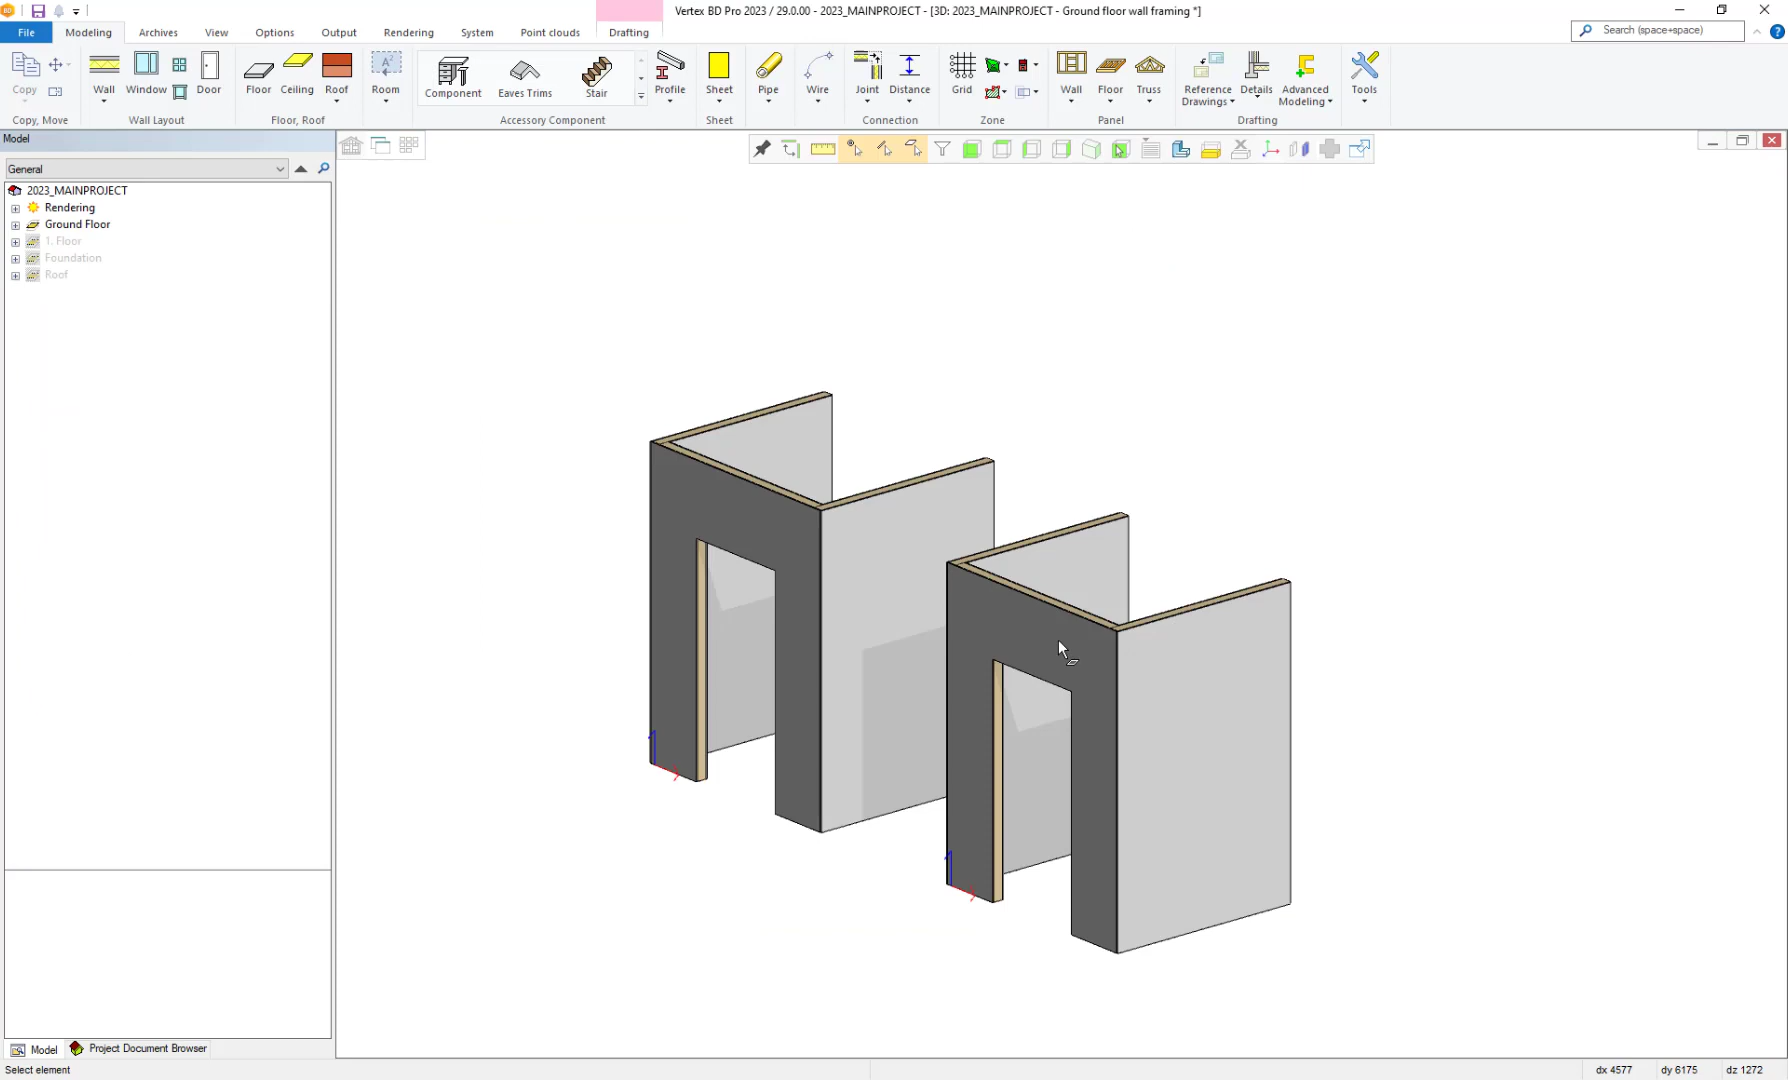 Vertex BD Pro 2023 / 29.0.00 - 2023_MAINPROJECT - [3D: 2023_MAINPROJECT - Ground floor wall framing *]
File Modeling Archives View Options Output Rendering System Point clouds Drafting
Search (space+space)
Copy Wall Window Door Floor Ceiling Roof Room Component Eaves Trims Stair Profile Sheet Pipe Wire Joint Distance Grid Wall Floor Truss Reference Drawings Details Advanced Modeling Tools
Copy, Move Wall Layout Floor, Roof Accessory Component Sheet Connection Zone Panel Drafting
Model
General
2023_MAINPROJECT
Rendering
Ground Floor
1. Floor
Foundation
Roof
Model Project Document Browser
Select element dx 4577 dy 6175 dz 1272